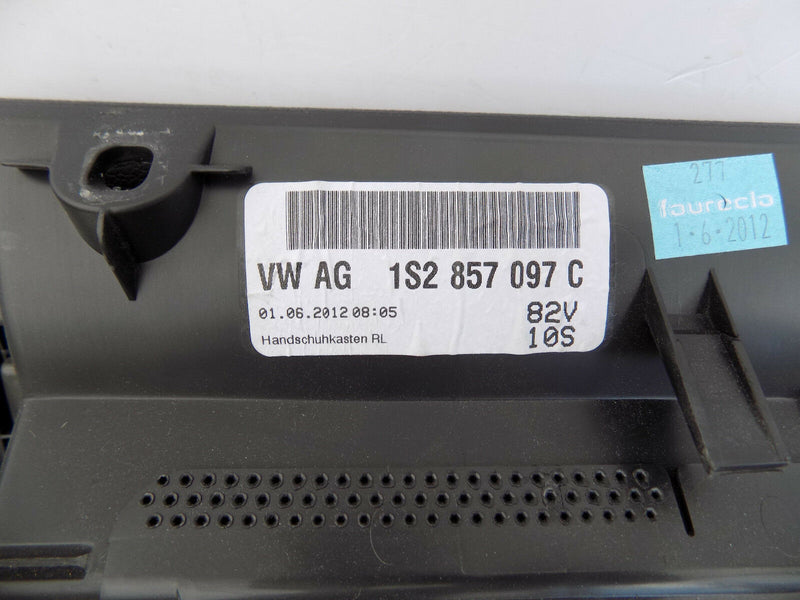 VW AG 1S2 857 097 C
01.06.2012 08:05 82V
Handschuhkasten RL 10S
277
faurecia
1·6·2012